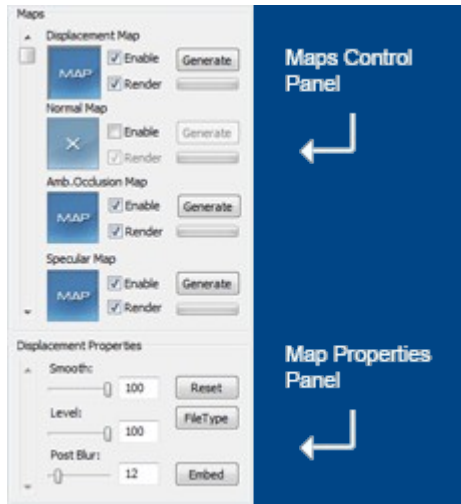 Maps
Displacement Map
MAP
Enable
Generate
Render
Normal Map
Enable
Generate
Render
Amb.Occlusion Map
MAP
Enable
Generate
Render
Specular Map
MAP
Enable
Generate
Render
Maps Control
Panel
Displacement Properties
Smooth:
100
Reset
Level:
100
FileType
Post Blur:
12
Embed
Map Properties
Panel